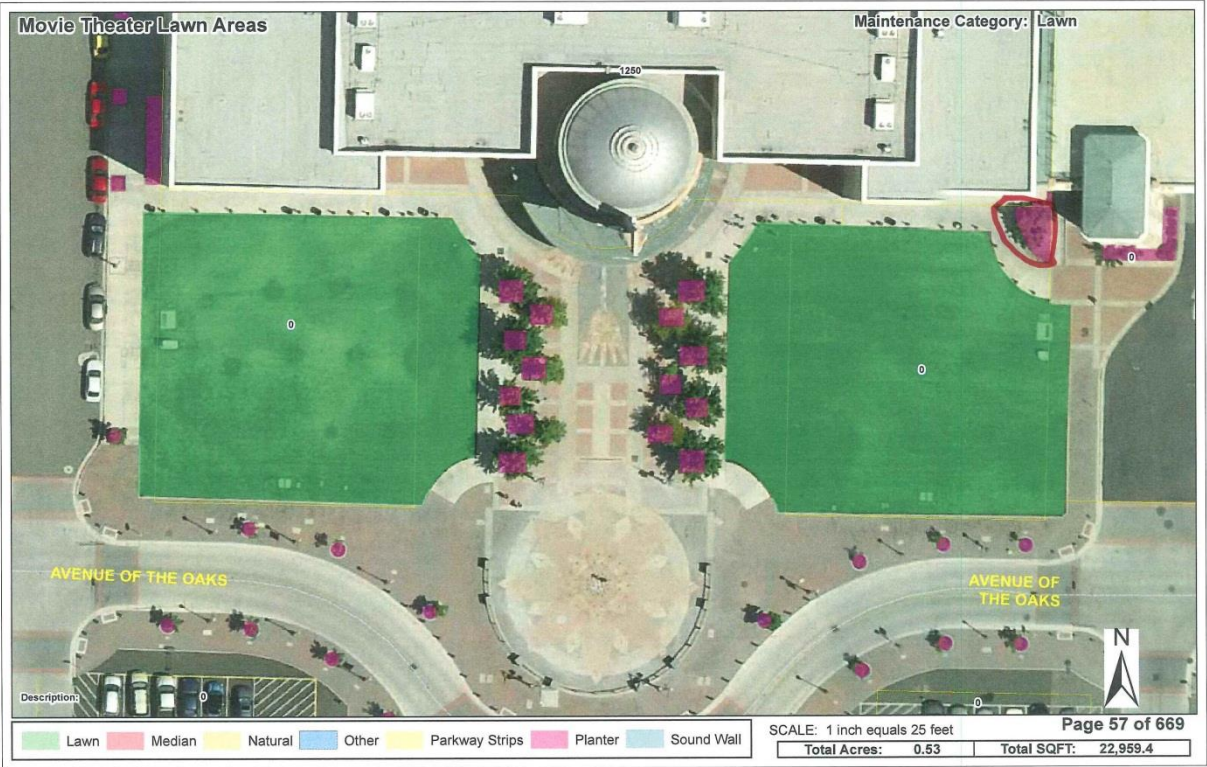 Movie Theater Lawn Areas
Maintenance Category: Lawn
1250
0
0
0
AVENUE OF THE OAKS
AVENUE OF
THE OAKS
N
Description:
0
0
Lawn
Median
Natural
Other
Parkway Strips
Planter
Sound Wall
SCALE: 1 inch equals 25 feet
Page 57 of 669
Total Acres: 0.53
Total SQFT: 22,959.4